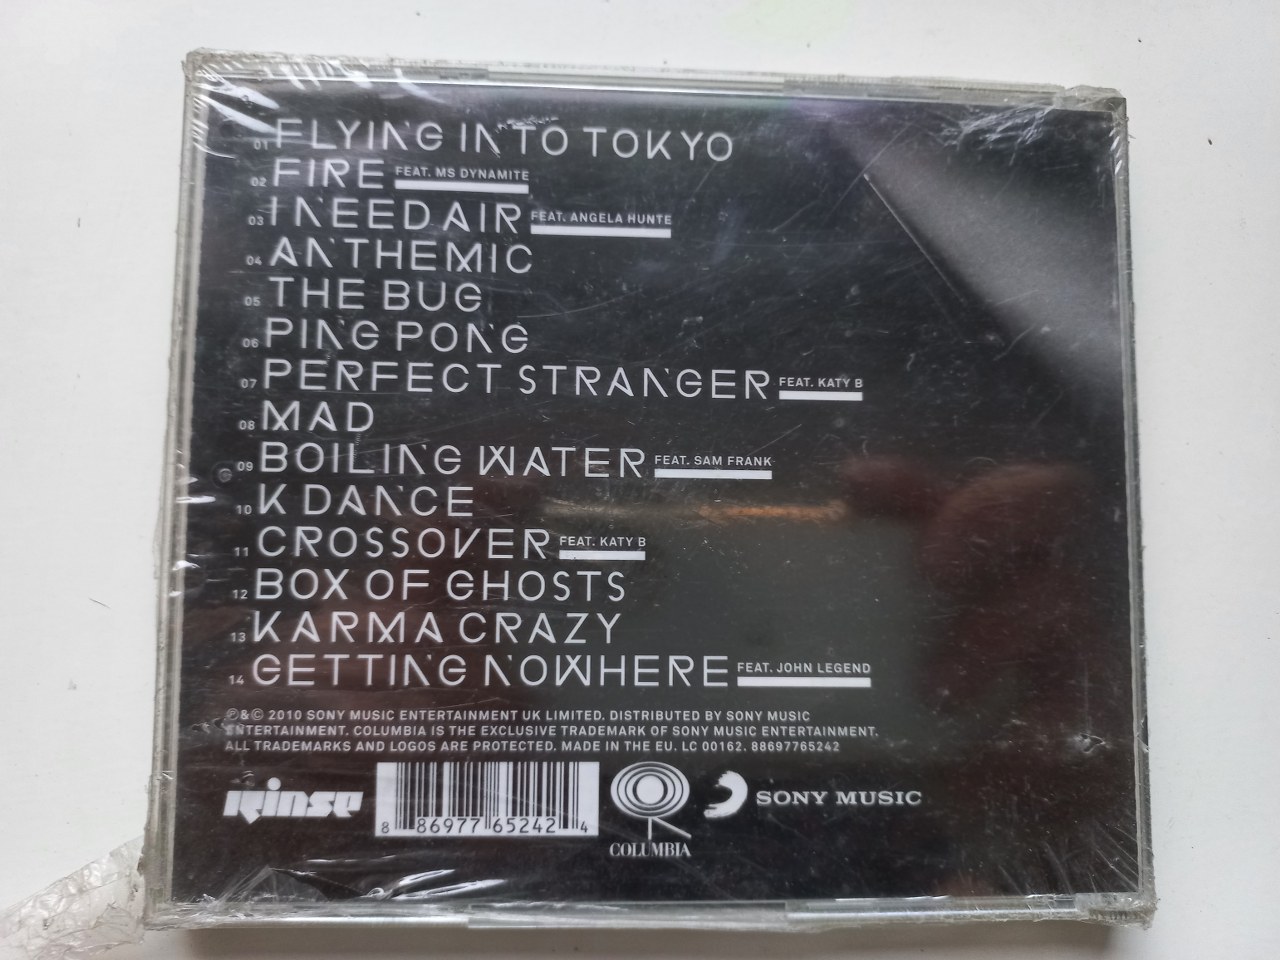 01 FLYING INTO TOKYO
02 FIRE FEAT. MS DYNAMITE
03 I NEED AIR FEAT. ANGELA HUNTE
04 ANTHEMIC
05 THE BUG
06 PING PONG
07 PERFECT STRANGER FEAT. KATY B
08 MAD
09 BOILING WATER FEAT. SAM FRANK
10 K DANCE
11 CROSSOVER FEAT. KATY B
12 BOX OF GHOSTS
13 KARMA CRAZY
14 GETTING NOWHERE FEAT. JOHN LEGEND
℗&© 2010 SONY MUSIC ENTERTAINMENT UK LIMITED. DISTRIBUTED BY SONY MUSIC
ENTERTAINMENT. COLUMBIA IS THE EXCLUSIVE TRADEMARK OF SONY MUSIC ENTERTAINMENT.
ALL TRADEMARKS AND LOGOS ARE PROTECTED. MADE IN THE EU. LC 00162. 88697765242
rinse
8 86977 65242 4
COLUMBIA
SONY MUSIC